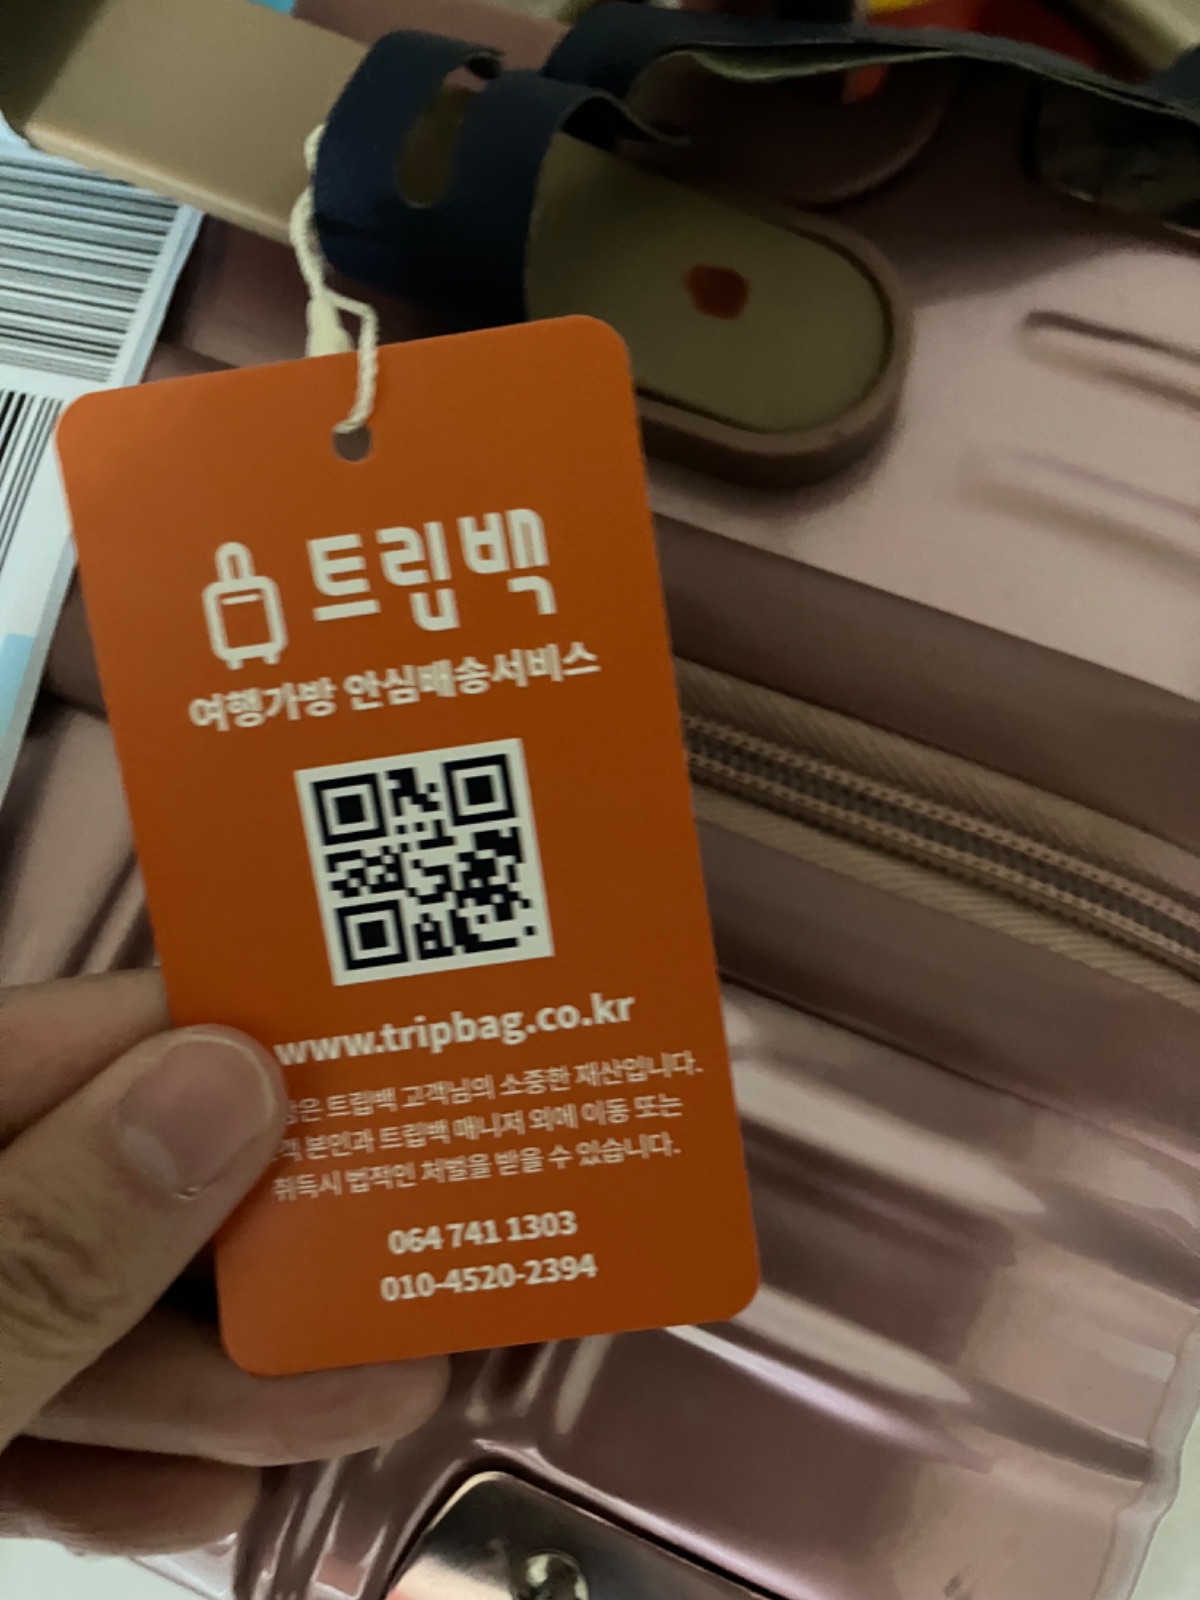 트립백
여행가방 안심배송서비스
www.tripbag.co.kr
트립백 고객님의 소중한 재산입니다.
본인과 트립백 매니저 외에 이동 또는
취득시 법적인 처벌을 받을 수 있습니다.
064 741 1303
010-4520-2394